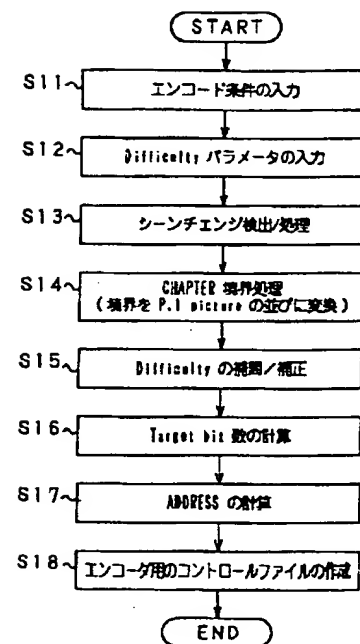 START
S11~
エンコード条件の入力
S12~
Difficulty パラメータの入力
S13~
シーンチェンジ検出/処理
S14~
CHAPTER 境界処理
( 境界を P.I picture の並びに変換 )
S15~
Difficulty の補間/補正
S16~
Target bit 数の計算
S17~
ADDRESS の計算
S18~
エンコーダ用のコントロールファイルの作成
END